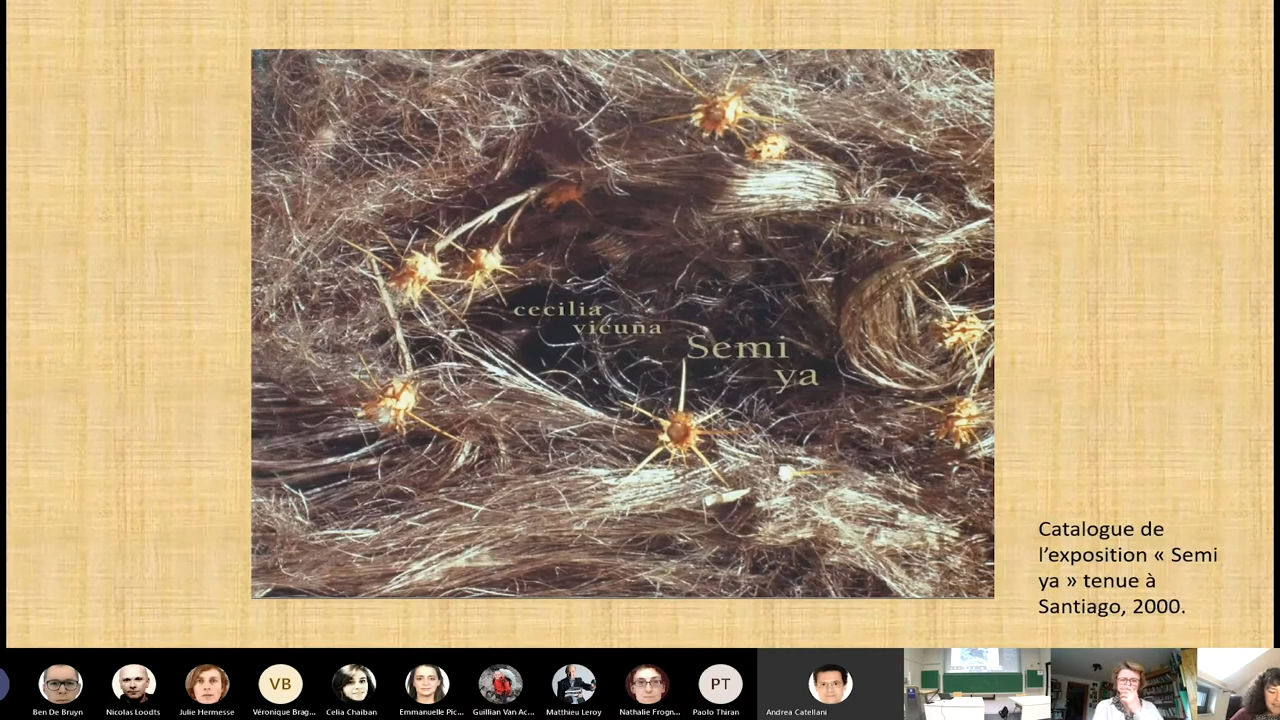 cecilia
vicuña
Semi
ya
Catalogue de
l’exposition « Semi
ya » tenue à
Santiago, 2000.
VB
PT
Ben De Bruyn
Nicolas Loodts
Julie Hermesse
Véronique Brag...
Celia Chaiban
Emmanuelle Pic...
Guillian Van Ac...
Matthieu Leroy
Nathalie Frogn...
Paolo Thiran
Andrea Catellani